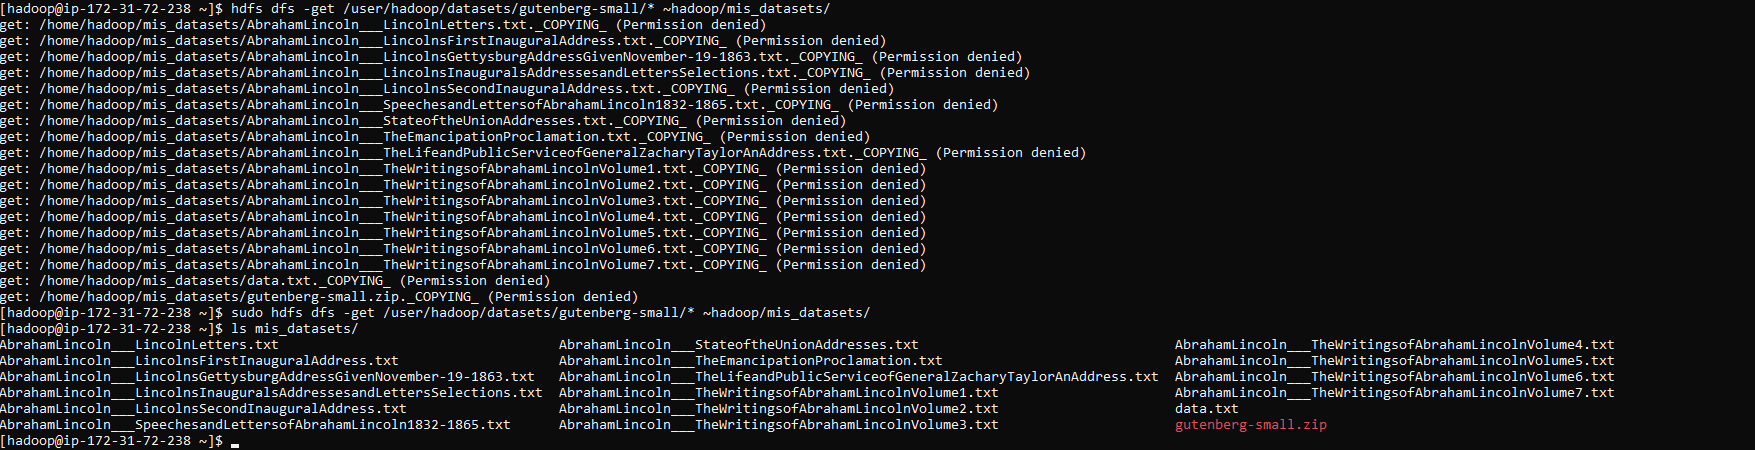 [hadoop@ip-172-31-72-238 ~]$ hdfs dfs -get /user/hadoop/datasets/gutenberg-small/* ~hadoop/mis_datasets/
get: /home/hadoop/mis_datasets/AbrahamLincoln___LincolnLetters.txt._COPYING_ (Permission denied)
get: /home/hadoop/mis_datasets/AbrahamLincoln___LincolnsFirstInauguralAddress.txt._COPYING_ (Permission denied)
get: /home/hadoop/mis_datasets/AbrahamLincoln___LincolnsGettysburgAddressGivenNovember-19-1863.txt._COPYING_ (Permission denied)
get: /home/hadoop/mis_datasets/AbrahamLincoln___LincolnsInauguralsAddressesandLettersSelections.txt._COPYING_ (Permission denied)
get: /home/hadoop/mis_datasets/AbrahamLincoln___LincolnsSecondInauguralAddress.txt._COPYING_ (Permission denied)
get: /home/hadoop/mis_datasets/AbrahamLincoln___SpeechesandLettersofAbrahamLincoln1832-1865.txt._COPYING_ (Permission denied)
get: /home/hadoop/mis_datasets/AbrahamLincoln___StateoftheUnionAddresses.txt._COPYING_ (Permission denied)
get: /home/hadoop/mis_datasets/AbrahamLincoln___TheEmancipationProclamation.txt._COPYING_ (Permission denied)
get: /home/hadoop/mis_datasets/AbrahamLincoln___TheLifeandPublicServiceofGeneralZacharyTaylorAnAddress.txt._COPYING_ (Permission denied)
get: /home/hadoop/mis_datasets/AbrahamLincoln___TheWritingsofAbrahamLincolnVolume1.txt._COPYING_ (Permission denied)
get: /home/hadoop/mis_datasets/AbrahamLincoln___TheWritingsofAbrahamLincolnVolume2.txt._COPYING_ (Permission denied)
get: /home/hadoop/mis_datasets/AbrahamLincoln___TheWritingsofAbrahamLincolnVolume3.txt._COPYING_ (Permission denied)
get: /home/hadoop/mis_datasets/AbrahamLincoln___TheWritingsofAbrahamLincolnVolume4.txt._COPYING_ (Permission denied)
get: /home/hadoop/mis_datasets/AbrahamLincoln___TheWritingsofAbrahamLincolnVolume5.txt._COPYING_ (Permission denied)
get: /home/hadoop/mis_datasets/AbrahamLincoln___TheWritingsofAbrahamLincolnVolume6.txt._COPYING_ (Permission denied)
get: /home/hadoop/mis_datasets/AbrahamLincoln___TheWritingsofAbrahamLincolnVolume7.txt._COPYING_ (Permission denied)
get: /home/hadoop/mis_datasets/data.txt._COPYING_ (Permission denied)
get: /home/hadoop/mis_datasets/gutenberg-small.zip._COPYING_ (Permission denied)
[hadoop@ip-172-31-72-238 ~]$ sudo hdfs dfs -get /user/hadoop/datasets/gutenberg-small/* ~hadoop/mis_datasets/
[hadoop@ip-172-31-72-238 ~]$ ls mis_datasets/
AbrahamLincoln___LincolnLetters.txt AbrahamLincoln___StateoftheUnionAddresses.txt AbrahamLincoln___TheWritingsofAbrahamLincolnVolume4.txt
AbrahamLincoln___LincolnsFirstInauguralAddress.txt AbrahamLincoln___TheEmancipationProclamation.txt AbrahamLincoln___TheWritingsofAbrahamLincolnVolume5.txt
AbrahamLincoln___LincolnsGettysburgAddressGivenNovember-19-1863.txt AbrahamLincoln___TheLifeandPublicServiceofGeneralZacharyTaylorAnAddress.txt AbrahamLincoln___TheWritingsofAbrahamLincolnVolume6.txt
AbrahamLincoln___LincolnsInauguralsAddressesandLettersSelections.txt AbrahamLincoln___TheWritingsofAbrahamLincolnVolume1.txt AbrahamLincoln___TheWritingsofAbrahamLincolnVolume7.txt
AbrahamLincoln___LincolnsSecondInauguralAddress.txt AbrahamLincoln___TheWritingsofAbrahamLincolnVolume2.txt data.txt
AbrahamLincoln___SpeechesandLettersofAbrahamLincoln1832-1865.txt AbrahamLincoln___TheWritingsofAbrahamLincolnVolume3.txt gutenberg-small.zip
[hadoop@ip-172-31-72-238 ~]$